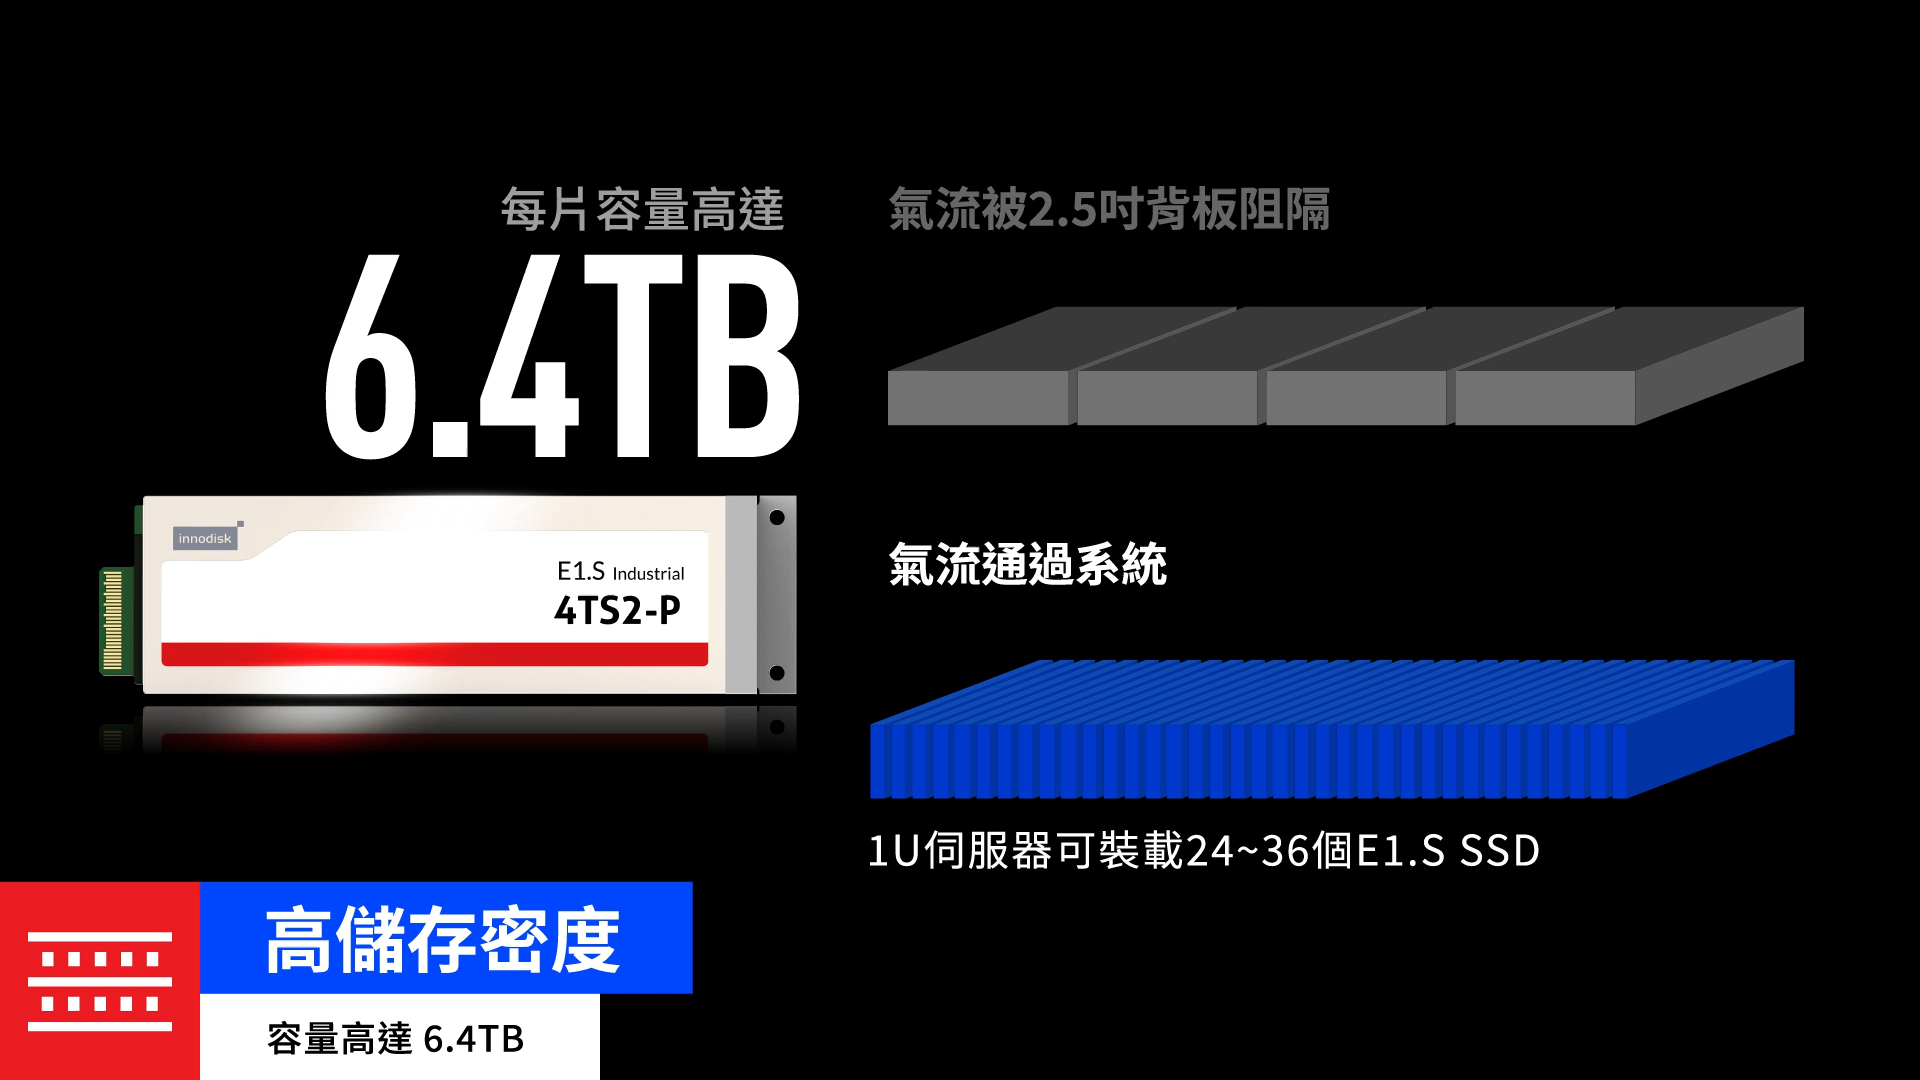 每片容量高達
6.4TB
innodisk
E1.S Industrial
4TS2-P
氣流被2.5吋背板阻隔
氣流通過系統
1U伺服器可裝載24~36個E1.S SSD
高儲存密度
容量高達 6.4TB